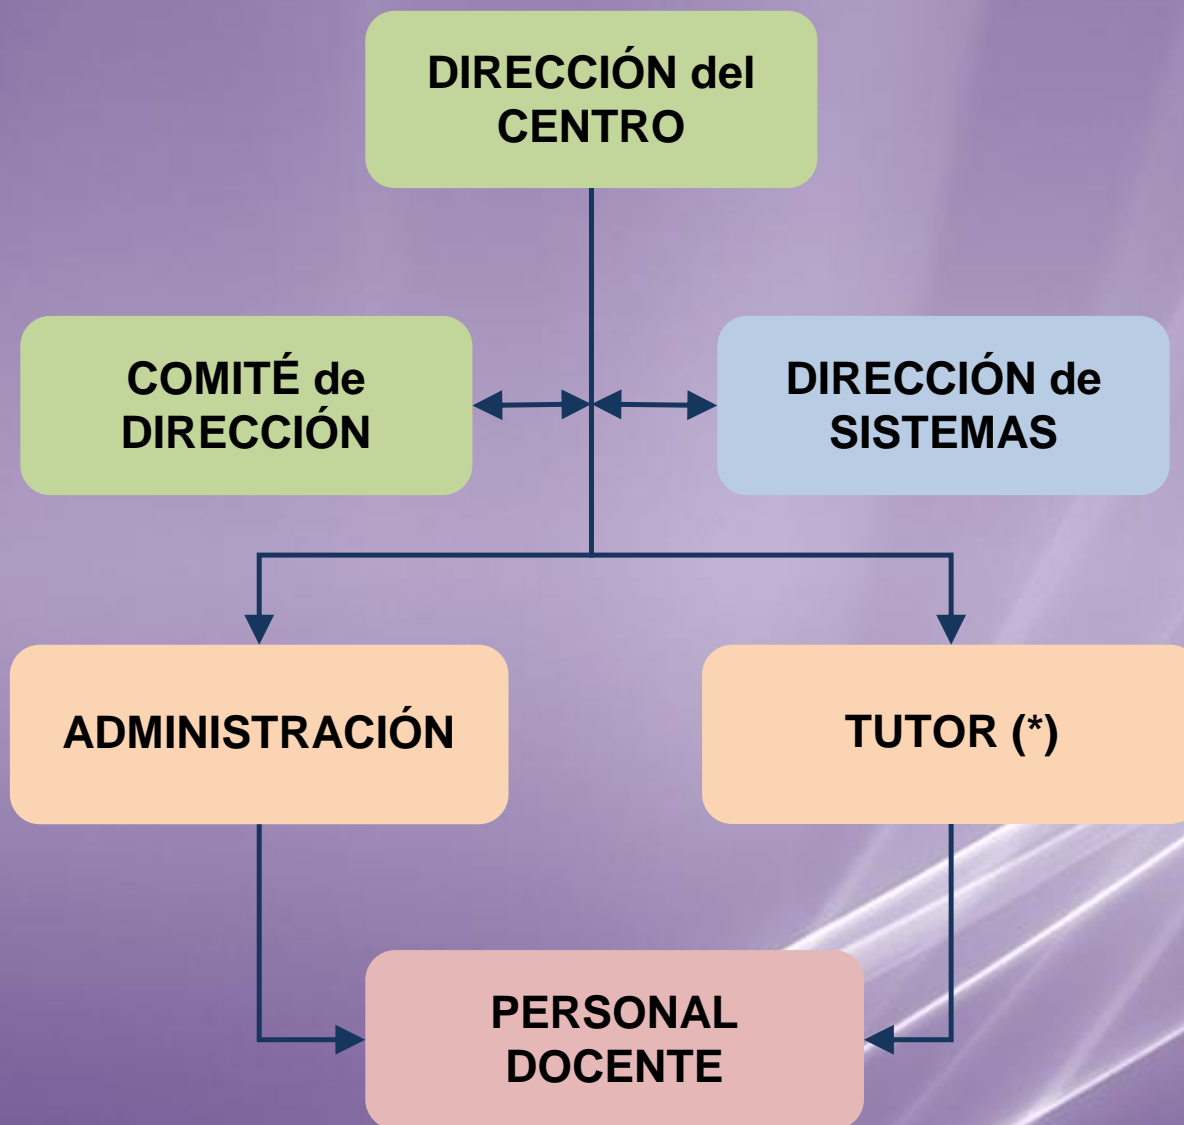 DIRECCIÓN del
CENTRO
COMITÉ de
DIRECCIÓN
DIRECCIÓN de
SISTEMAS
ADMINISTRACIÓN
TUTOR (*)
PERSONAL
DOCENTE